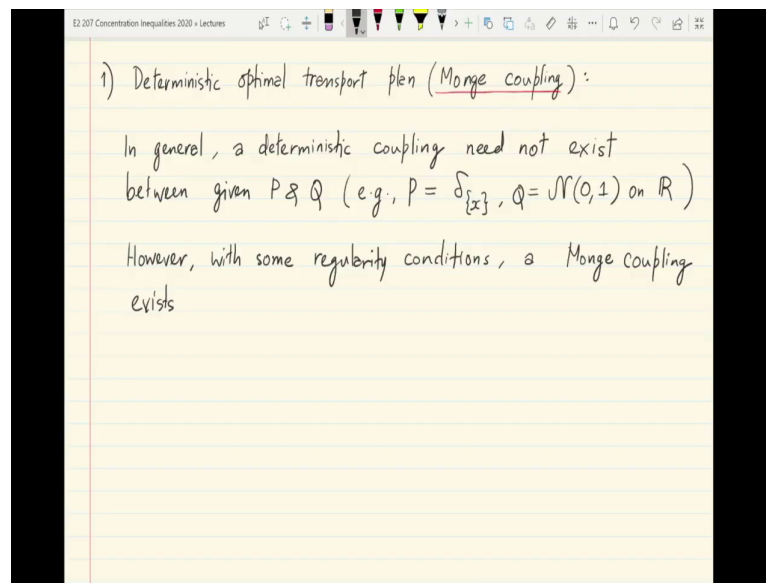 E2 207 Concentration Inequalities 2020 » Lectures
1) Deterministic optimal transport plan (Monge coupling):
In general, a deterministic coupling need not exist
between given P & Q (e.g., P = δ_{x}, Q = N(0,1) on R)
However, with some regularity conditions, a Monge coupling
exists